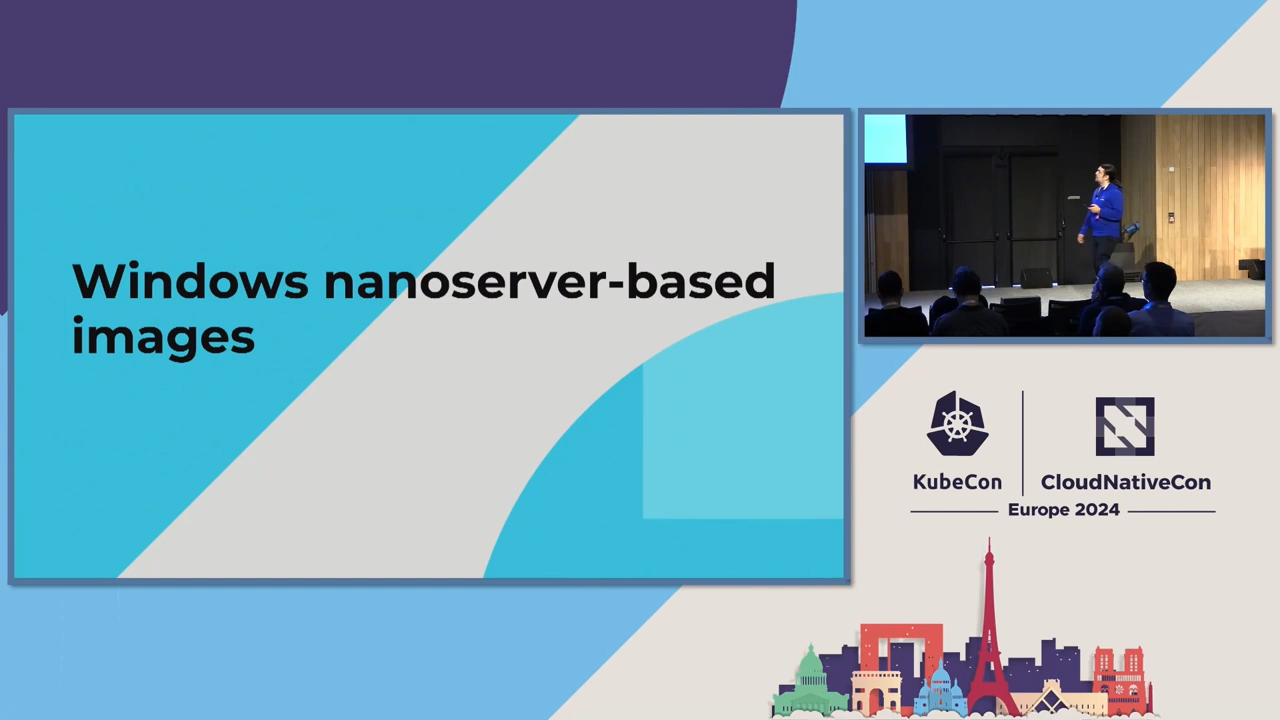 Windows nanoserver-based
images
KubeCon
CloudNativeCon
Europe 2024